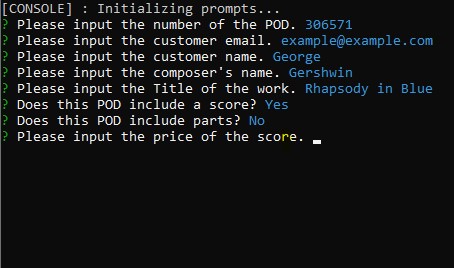 [CONSOLE] : Initializing prompts...
? Please input the number of the POD. 306571
? Please input the customer email. example@example.com
? Please input the customer name. George
? Please input the composer's name. Gershwin
? Please input the Title of the work. Rhapsody in Blue
? Does this POD include a score? Yes
? Does this POD include parts? No
? Please input the price of the score.